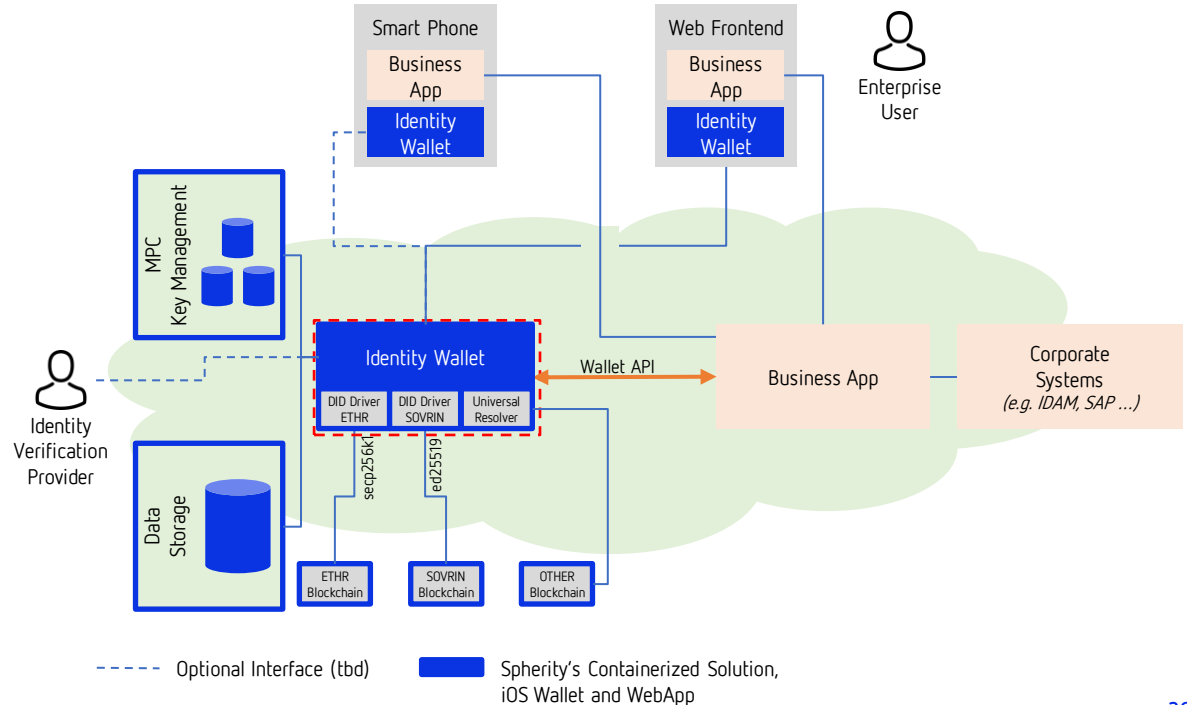 Smart Phone
Business
App
Identity
Wallet
Web Frontend
Business
App
Identity
Wallet
Enterprise
User
MPC
Key Management
Identity Wallet
DID Driver
ETHR
DID Driver
SOVRIN
Universal
Resolver
Wallet API
Business App
Corporate
Systems
(e.g. IDAM, SAP ...)
Identity
Verification
Provider
secp256k1
ed25519
Data
Storage
ETHR
Blockchain
SOVRIN
Blockchain
OTHER
Blockchain
Optional Interface (tbd)
Spherity's Containerized Solution,
iOS Wallet and WebApp